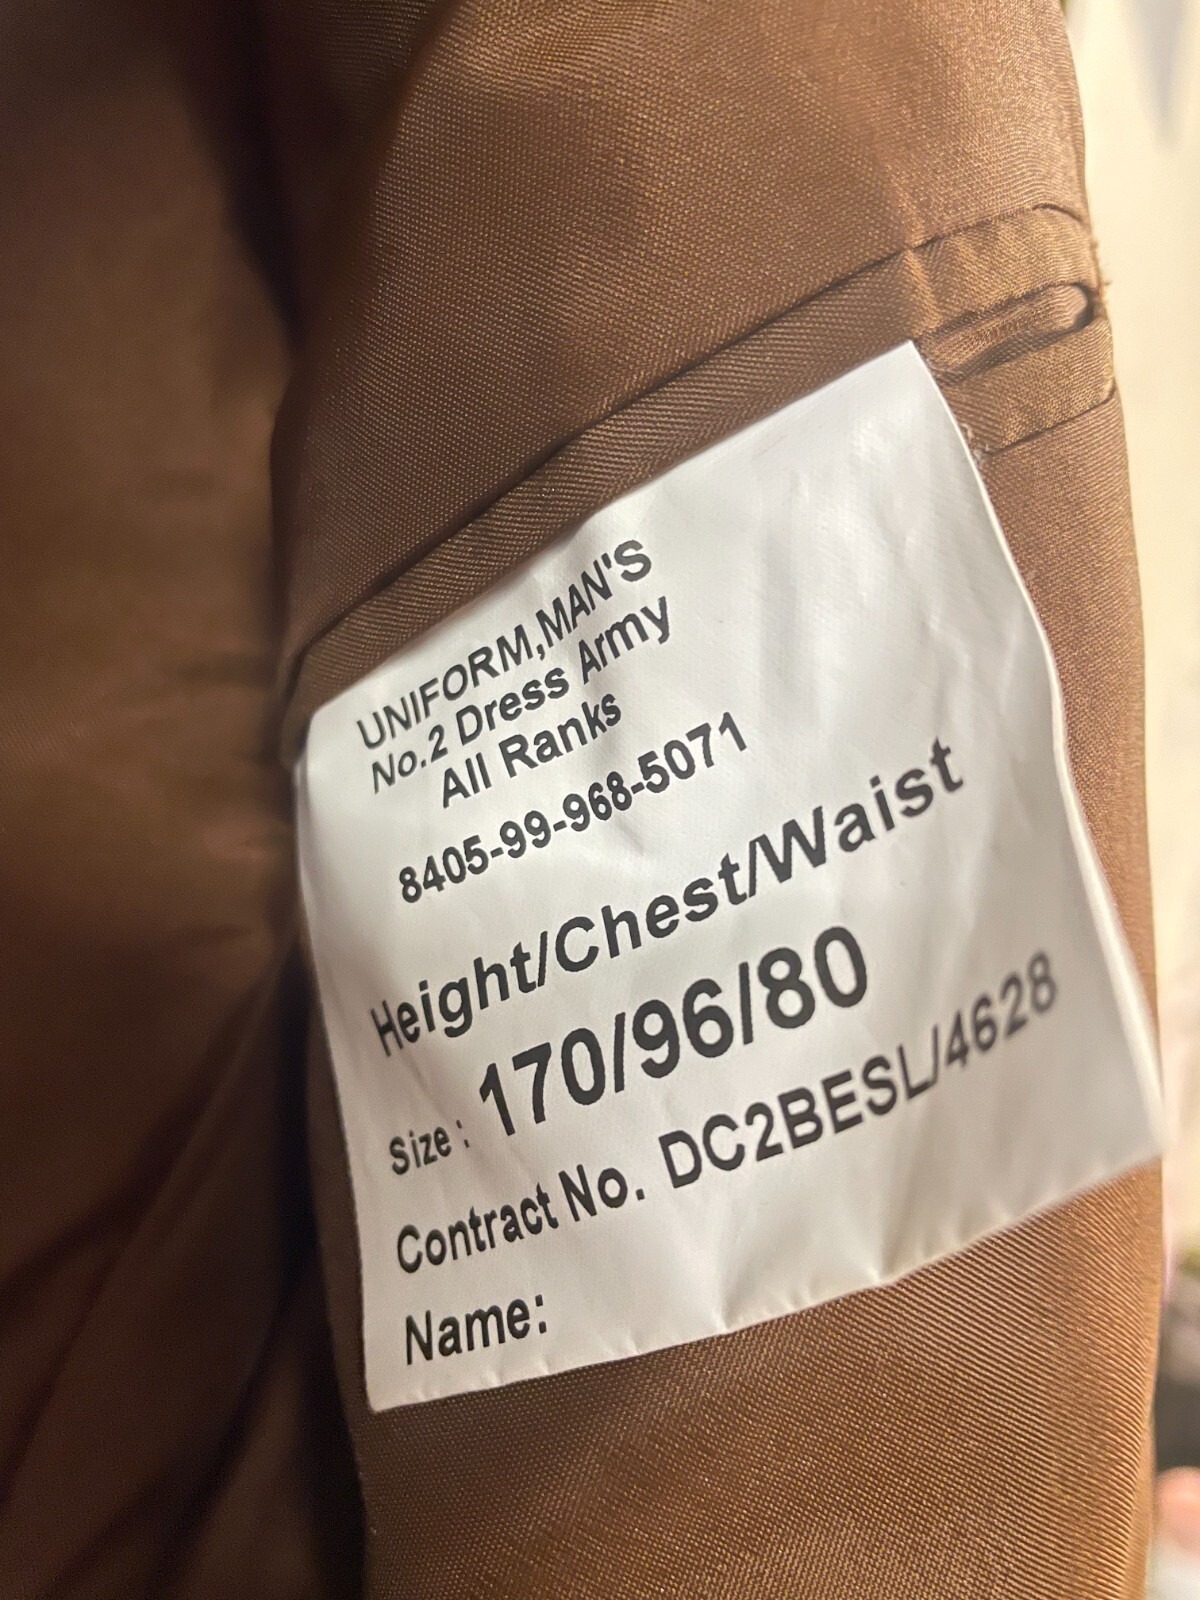 UNIFORM,MAN'S
No.2 Dress Army
All Ranks
8405-99-968-5071
Height/Chest/Waist
Size : 170/96/80
Contract No. DC2BESL/4628
Name: